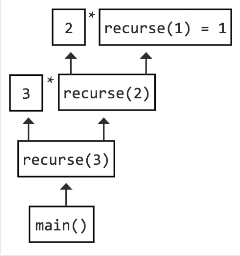 2 * recurse(1) = 1
3 * recurse(2)
recurse(3)
main()